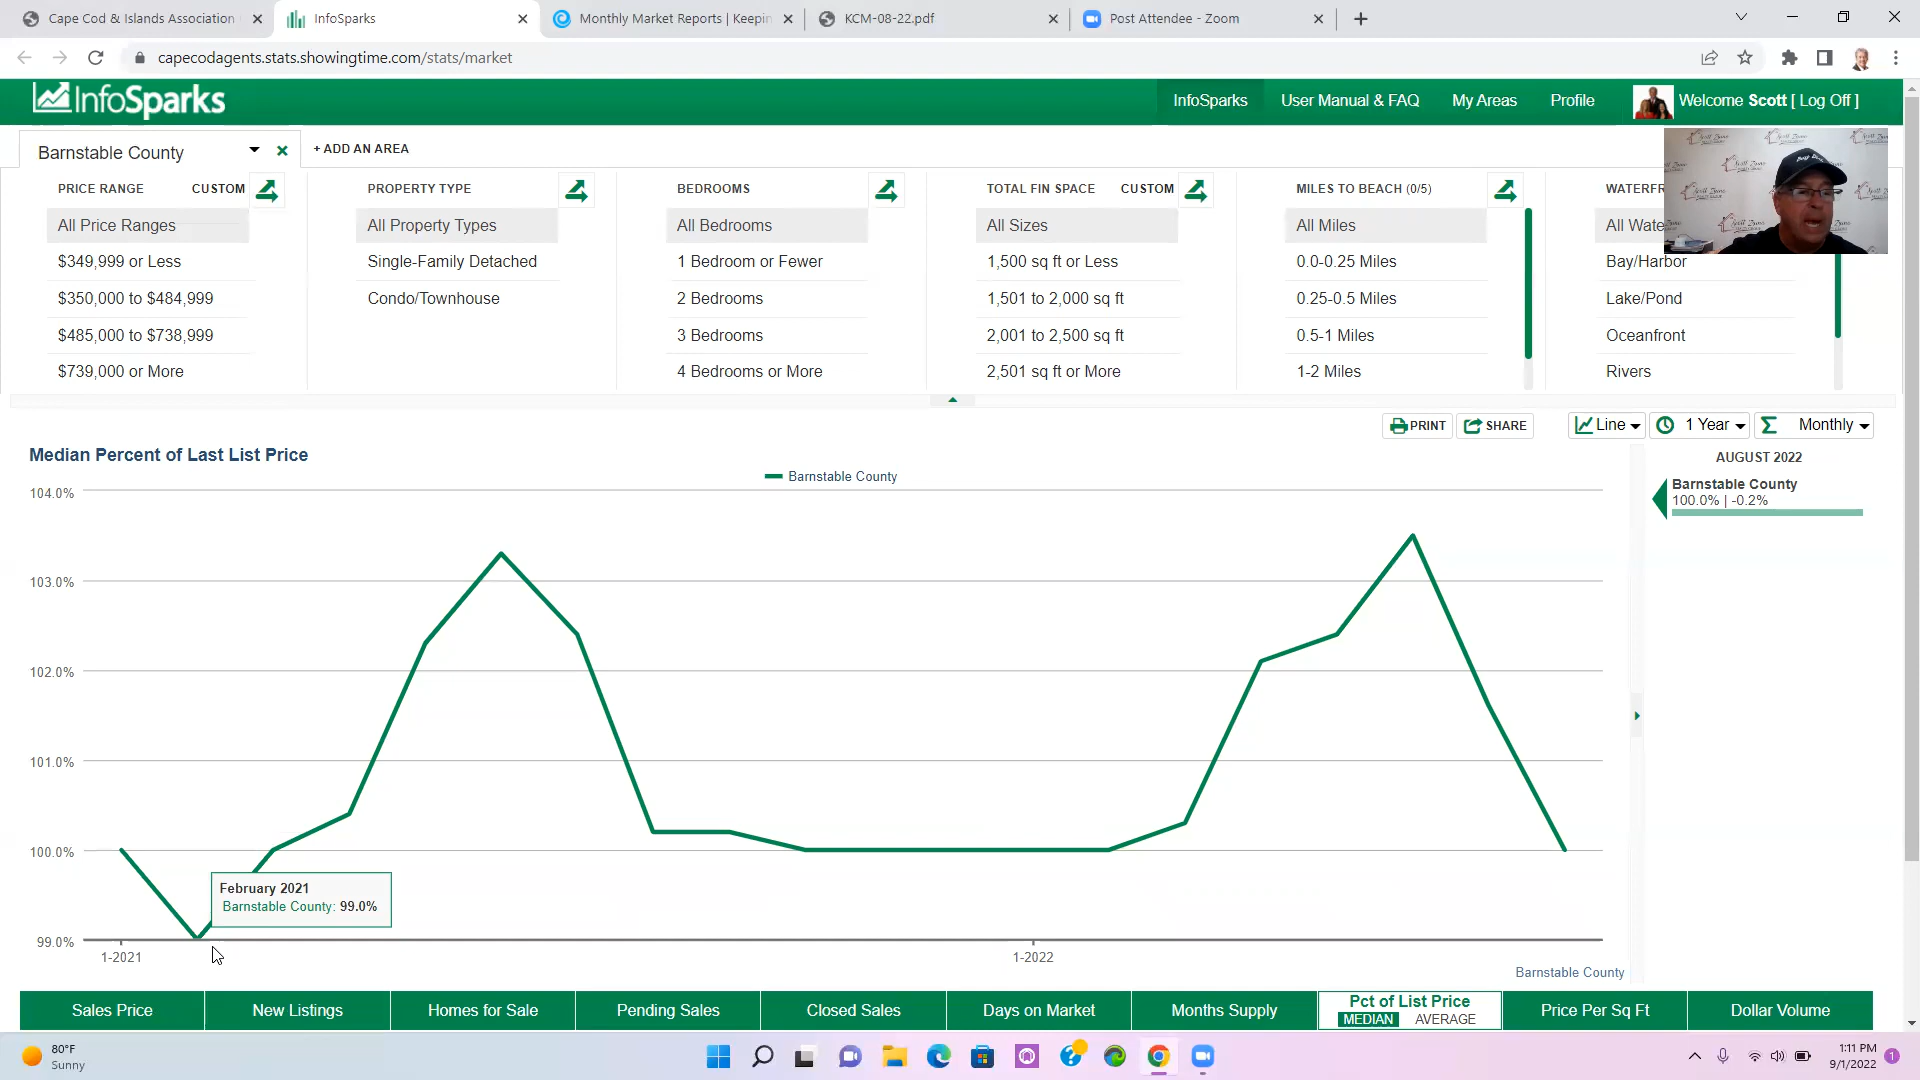 Cape Cod & Islands Association
InfoSparks
Monthly Market Reports | Keepin
KCM-08-22.pdf
Post Attendee - Zoom
capecodagents.stats.showingtime.com/stats/market
InfoSparks
InfoSparks
User Manual & FAQ
My Areas
Profile
Welcome Scott [ Log Off ]
Barnstable County
+ ADD AN AREA
PRICE RANGE
CUSTOM
All Price Ranges
$349,999 or Less
$350,000 to $484,999
$485,000 to $738,999
$739,000 or More
PROPERTY TYPE
All Property Types
Single-Family Detached
Condo/Townhouse
BEDROOMS
All Bedrooms
1 Bedroom or Fewer
2 Bedrooms
3 Bedrooms
4 Bedrooms or More
TOTAL FIN SPACE
CUSTOM
All Sizes
1,500 sq ft or Less
1,501 to 2,000 sq ft
2,001 to 2,500 sq ft
2,501 sq ft or More
MILES TO BEACH (0/5)
All Miles
0.0-0.25 Miles
0.25-0.5 Miles
0.5-1 Miles
1-2 Miles
WATERF
All Wate
Bay/Harbor
Lake/Pond
Oceanfront
Rivers
PRINT
SHARE
Line
1 Year
Monthly
Median Percent of Last List Price
Barnstable County
AUGUST 2022
Barnstable County
100.0% | -0.2%
104.0%
103.0%
102.0%
101.0%
100.0%
99.0%
February 2021
Barnstable County: 99.0%
1-2021
1-2022
Barnstable County
Sales Price
New Listings
Homes for Sale
Pending Sales
Closed Sales
Days on Market
Months Supply
Pct of List Price
MEDIAN
AVERAGE
Price Per Sq Ft
Dollar Volume
80°F
Sunny
1:11 PM
9/1/2022
1